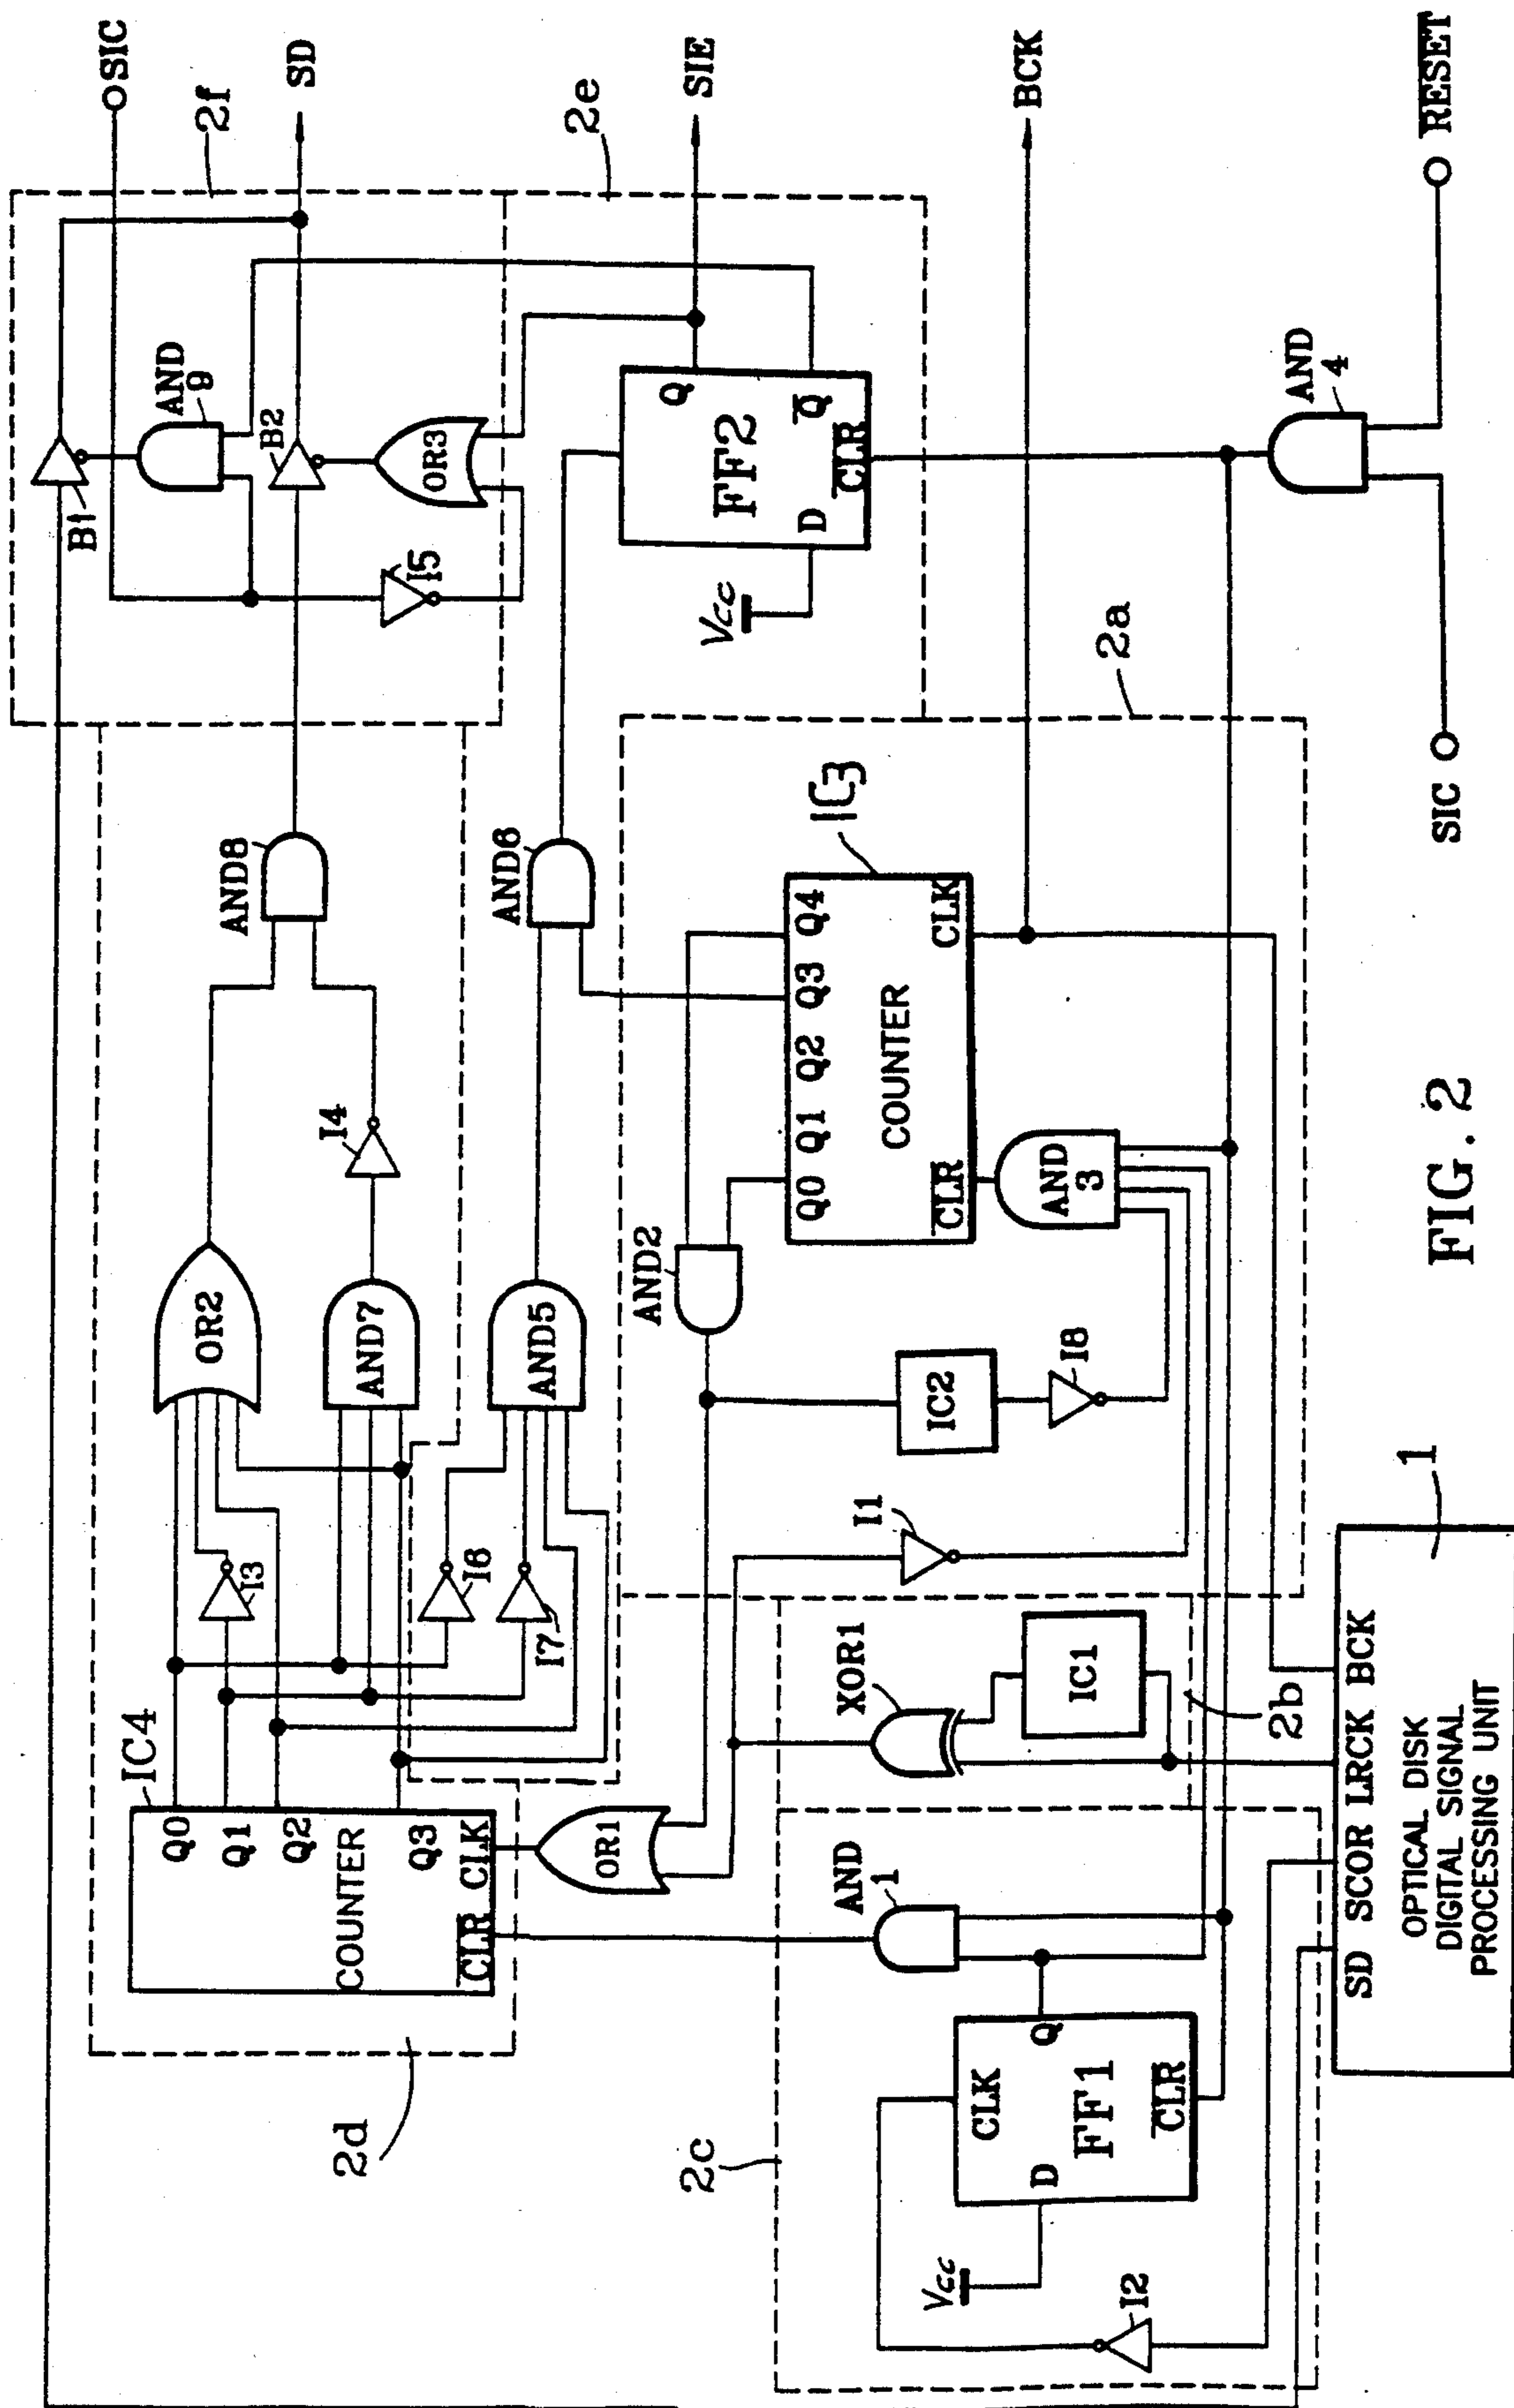 SIC
2f
SD
2e
SIE
BCK
RESET
B1
AND
9
B2
OR3
I5
Q
Q
FF2
CLR
D
Vcc
AND
4
SIC
2a
AND8
AND6
IC3
Q0 Q1 Q2 Q3 Q4
COUNTER
CLR
CLK
I4
OR2
AND7
AND5
AND2
AND
3
IC2
I8
I1
I3
I6
I7
IC4
Q0
Q1
Q2
Q3
COUNTER
CLR
CLK
OR1
XOR1
IC1
2b
AND
1
2d
2c
CLK
Q
FF1
D
CLR
Vcc
I2
1
SD SCOR LRCK BCK
OPTICAL DISK
DIGITAL SIGNAL
PROCESSING UNIT
FIG. 2